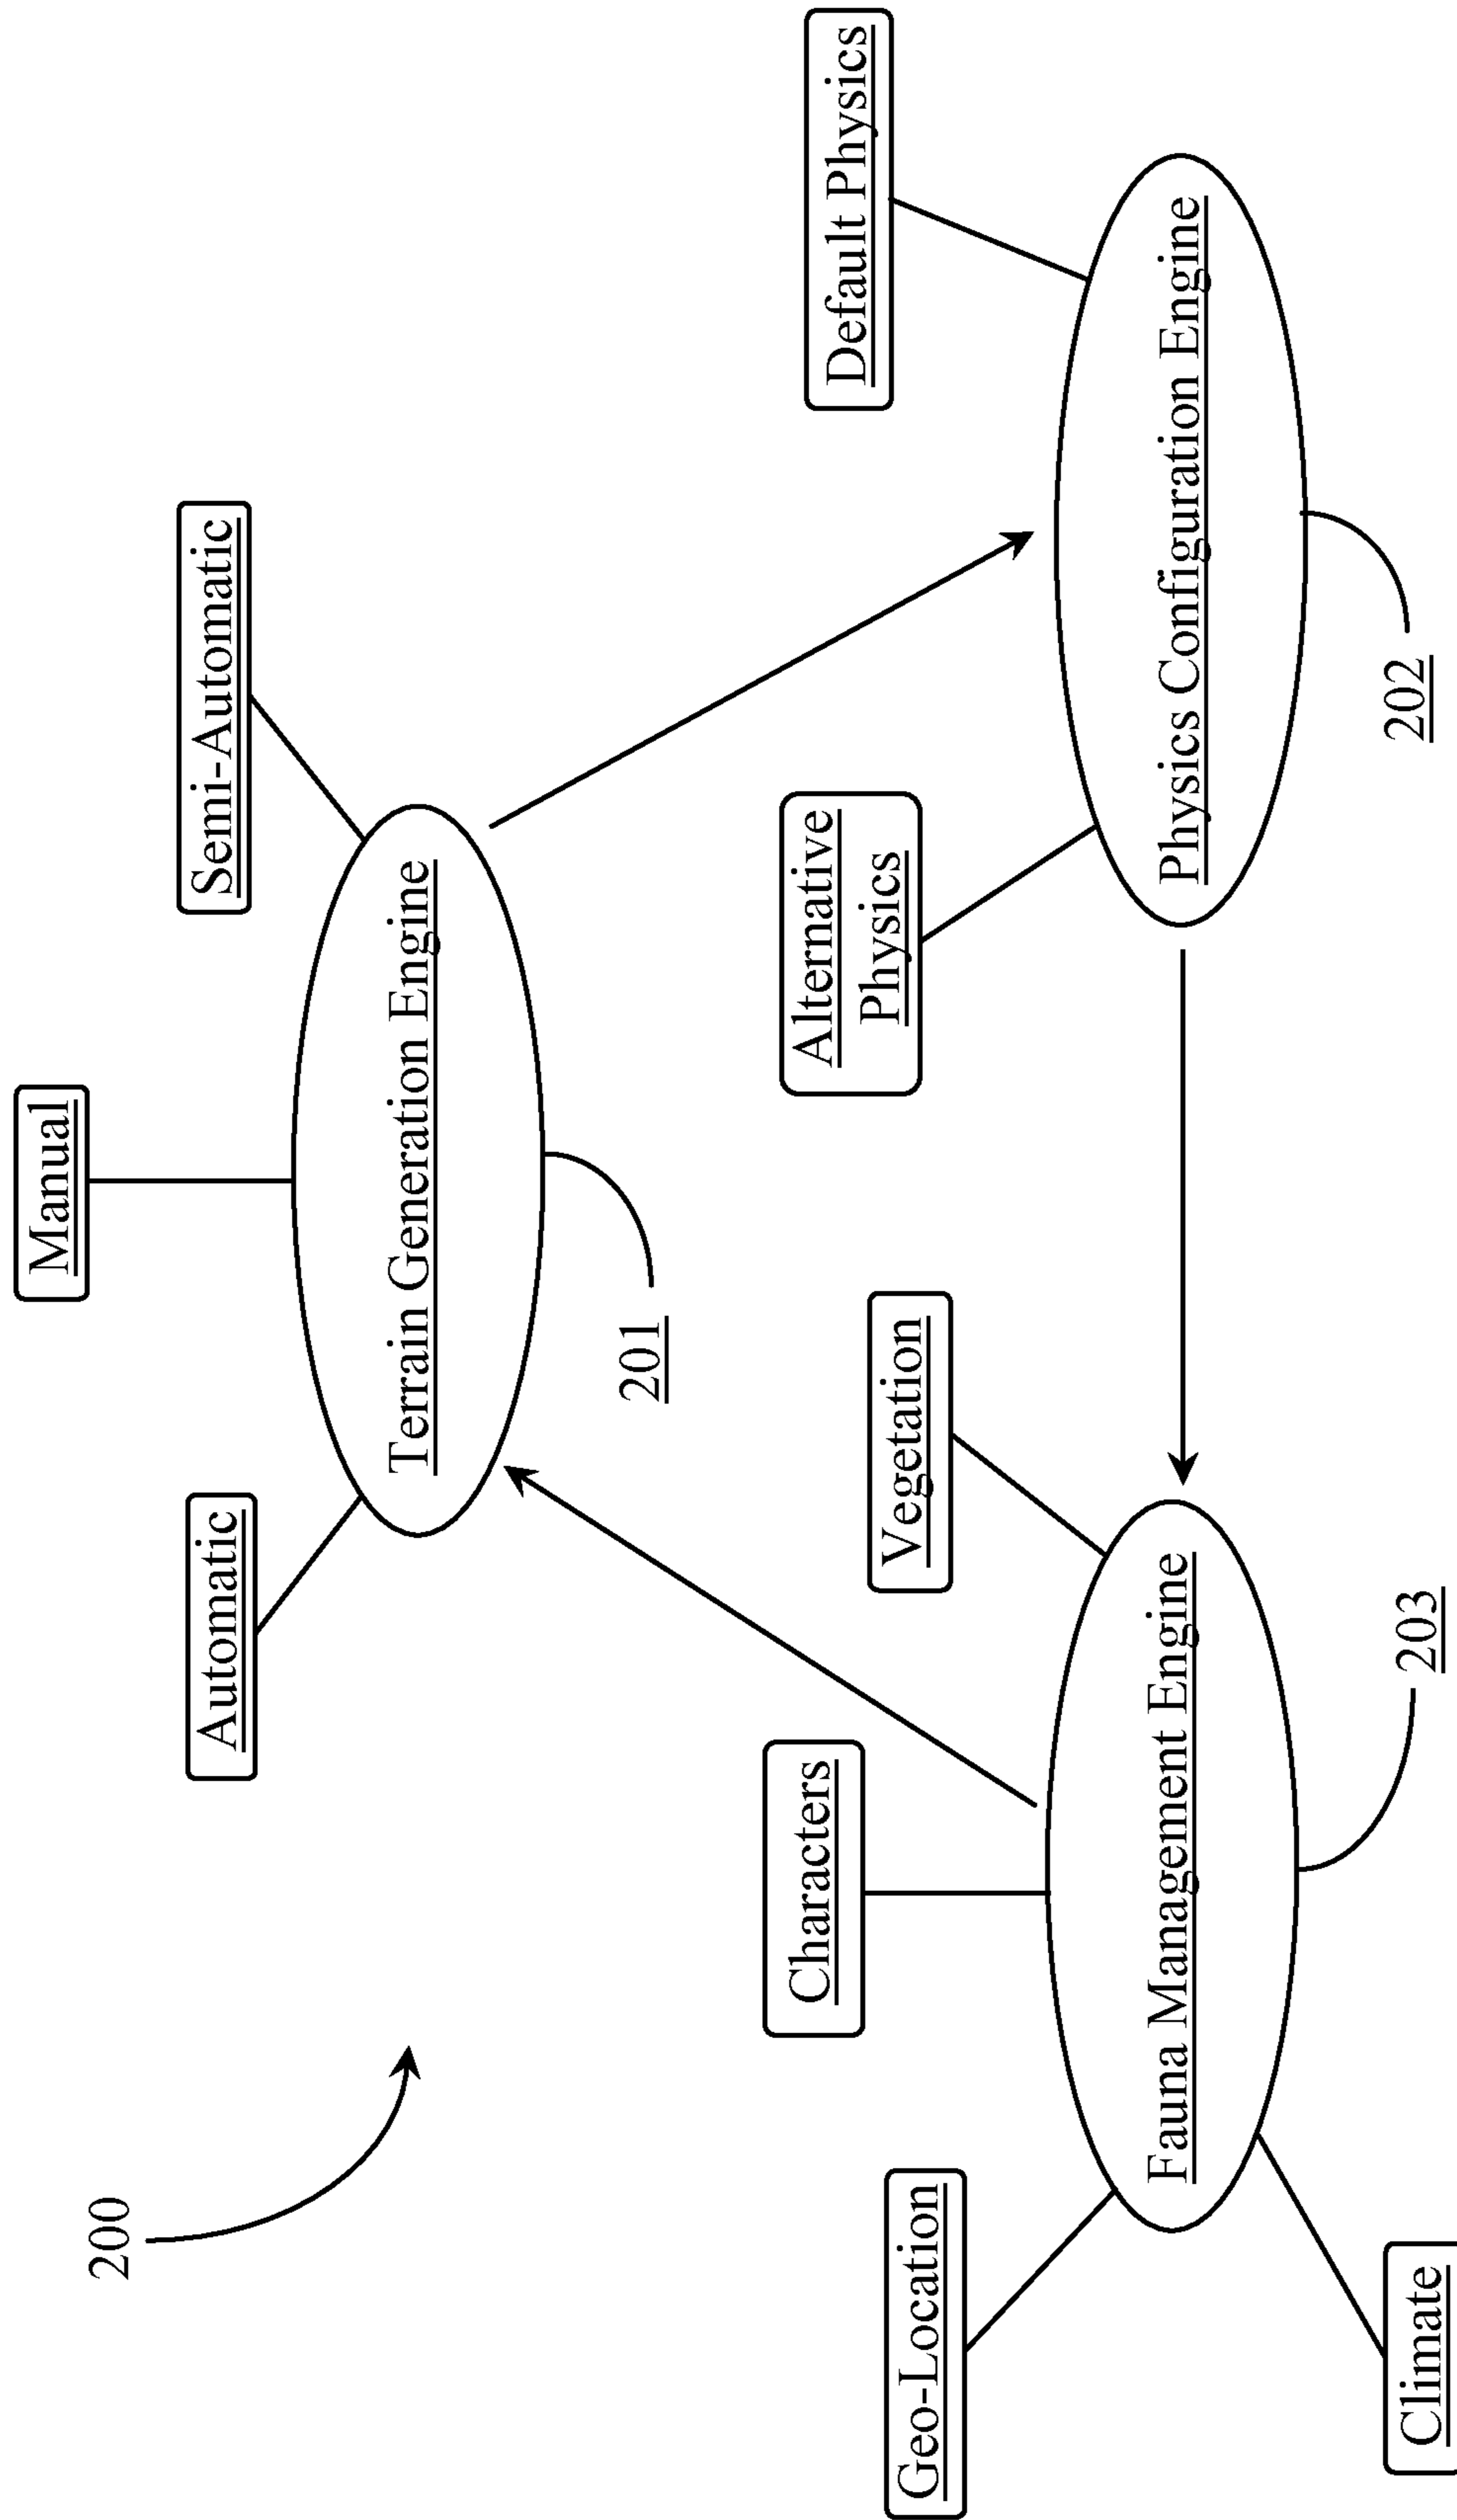 200
Manual
Automatic
Semi-Automatic
Terrain Generation Engine
201
Characters
Alternative
Physics
Default Physics
Geo-Location
Vegetation
Fauna Management Engine
Physics Configuration Engine
Climate
203
202